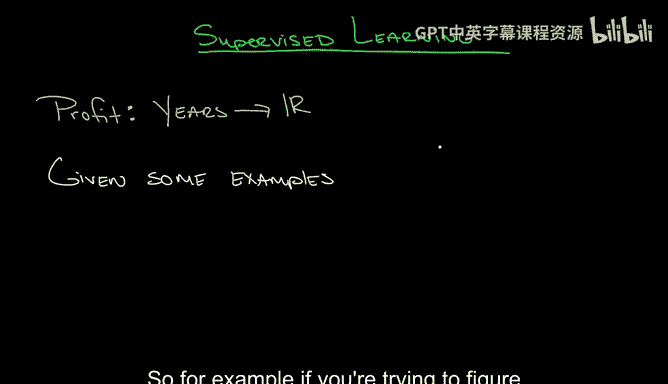 SUPERVISED LEARNING
GPT中英字幕课程资源 bilibili
Profit: YEARS → ℝ
GIVEN SOME EXAMPLES
So for example if you're trying to figure